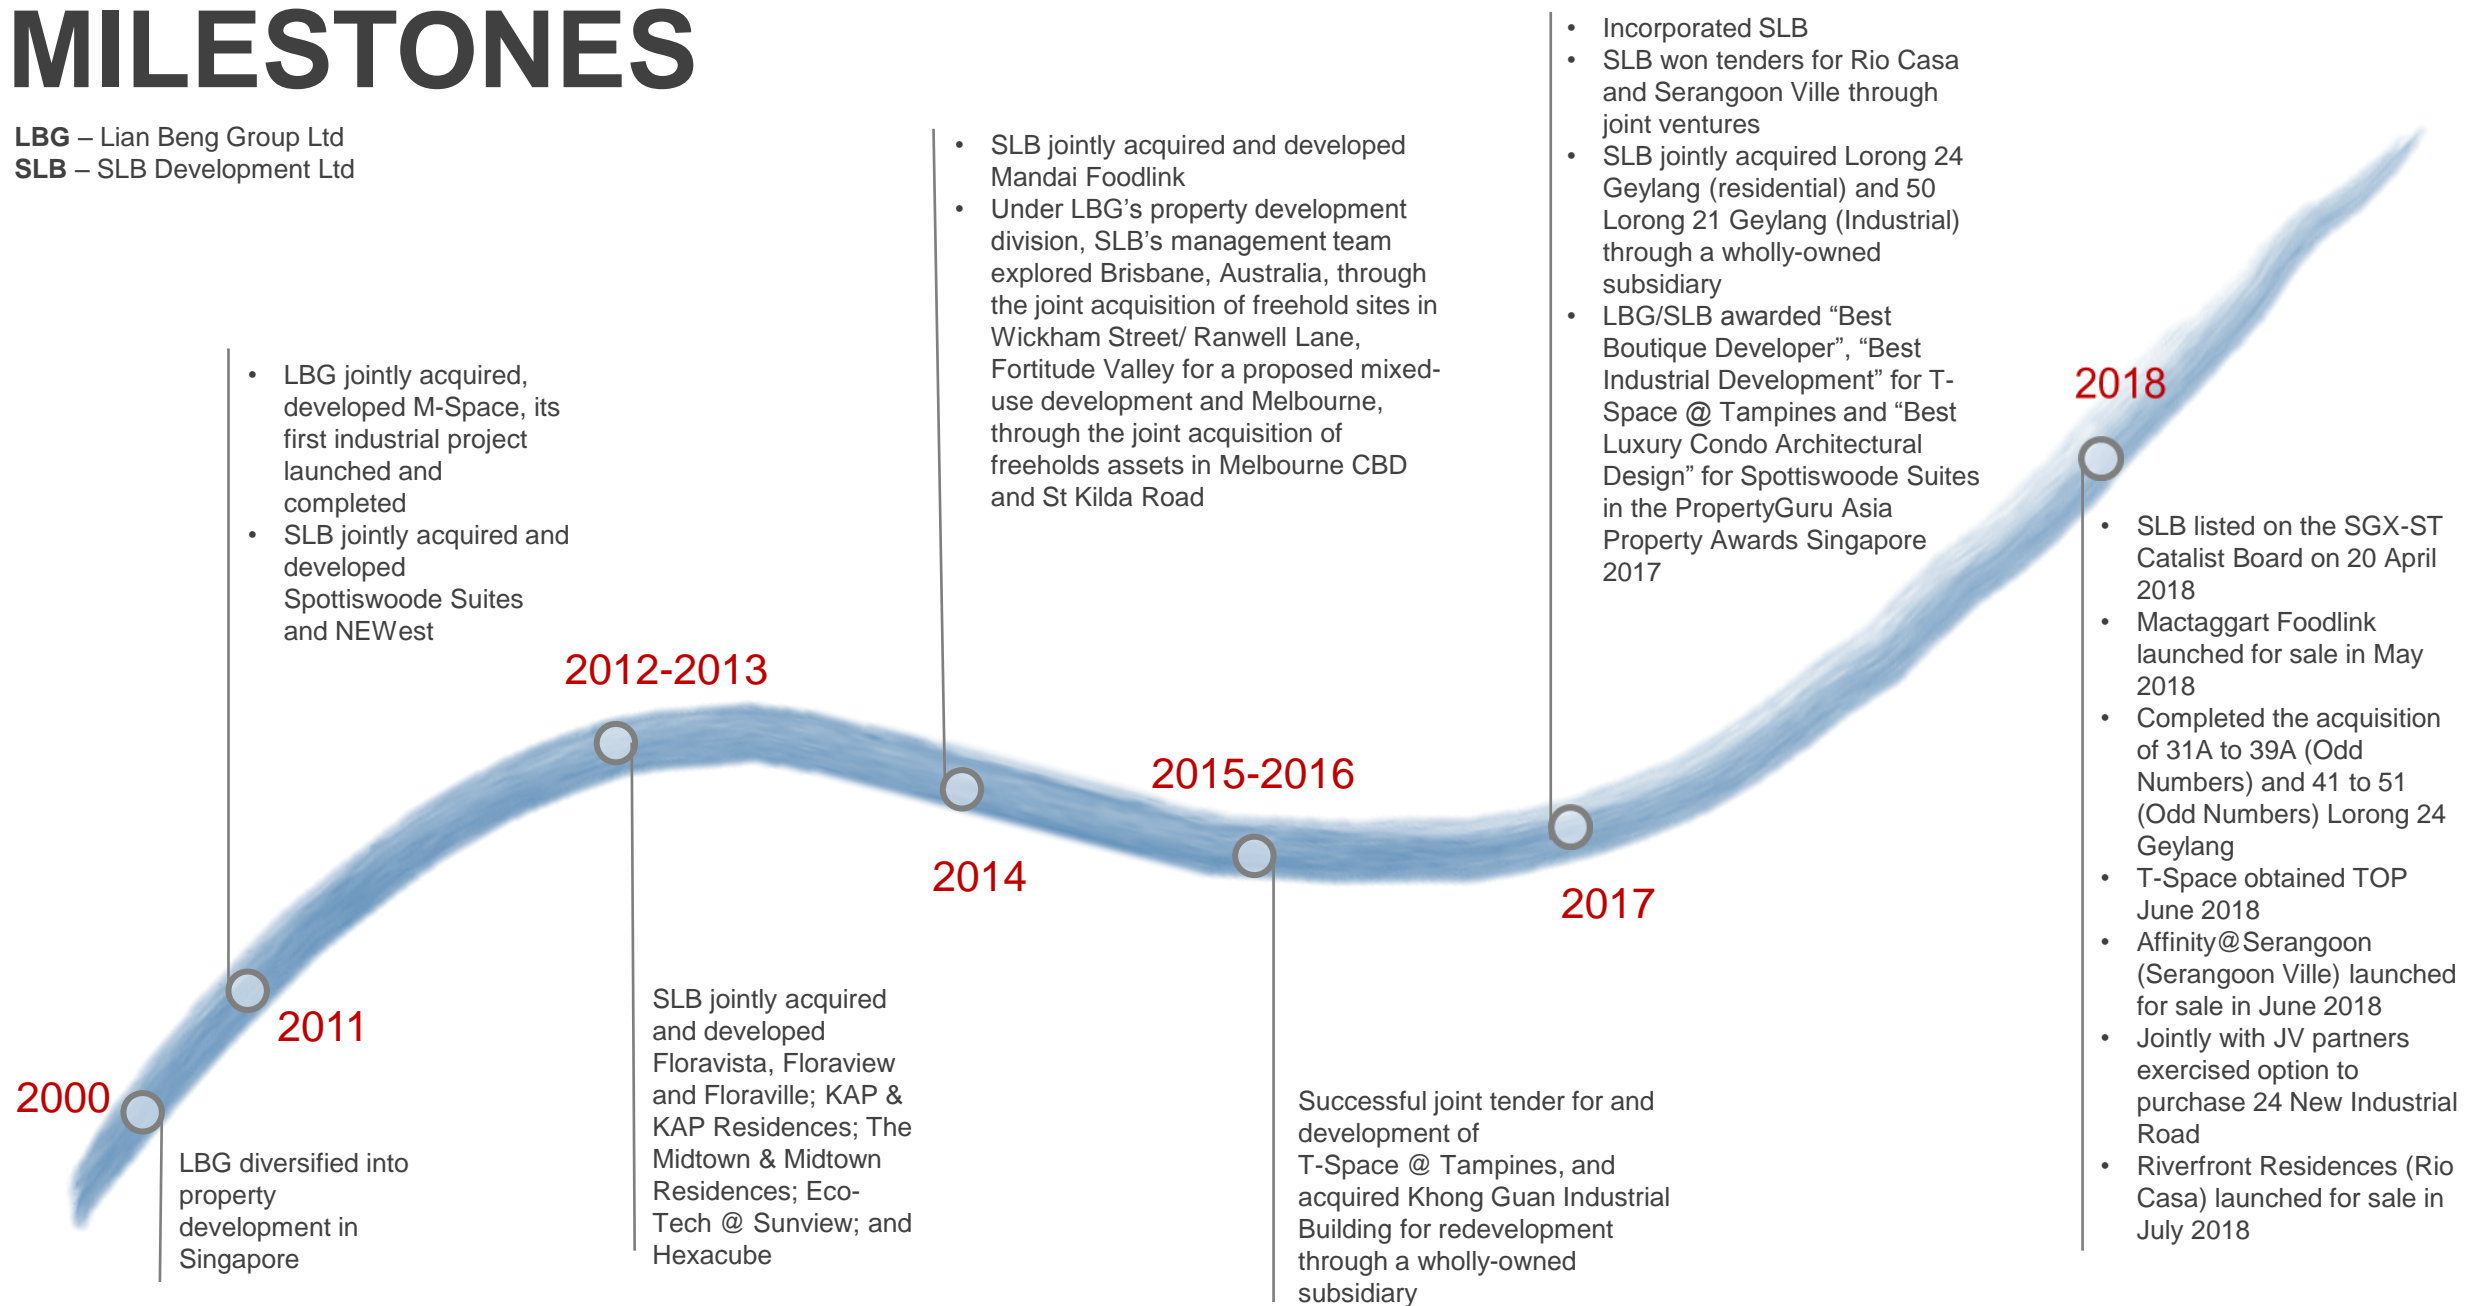 MILESTONES
LBG – Lian Beng Group Ltd
SLB – SLB Development Ltd
2000
LBG diversified into
property
development in
Singapore
2011
• LBG jointly acquired,
developed M-Space, its
first industrial project
launched and
completed
• SLB jointly acquired and
developed
Spottiswoode Suites
and NEWest
2012-2013
SLB jointly acquired
and developed
Floravista, Floraview
and Floraville; KAP &
KAP Residences; The
Midtown & Midtown
Residences; Eco-
Tech @ Sunview; and
Hexacube
2014
• SLB jointly acquired and developed
Mandai Foodlink
• Under LBG's property development
division, SLB's management team
explored Brisbane, Australia, through
the joint acquisition of freehold sites in
Wickham Street/ Ranwell Lane,
Fortitude Valley for a proposed mixed-
use development and Melbourne,
through the joint acquisition of
freeholds assets in Melbourne CBD
and St Kilda Road
2015-2016
Successful joint tender for and
development of
T-Space @ Tampines, and
acquired Khong Guan Industrial
Building for redevelopment
through a wholly-owned
subsidiary
2017
• Incorporated SLB
• SLB won tenders for Rio Casa
and Serangoon Ville through
joint ventures
• SLB jointly acquired Lorong 24
Geylang (residential) and 50
Lorong 21 Geylang (Industrial)
through a wholly-owned
subsidiary
• LBG/SLB awarded “Best
Boutique Developer”, “Best
Industrial Development” for T-
Space @ Tampines and “Best
Luxury Condo Architectural
Design” for Spottiswoode Suites
in the PropertyGuru Asia
Property Awards Singapore
2017
2018
• SLB listed on the SGX-ST
Catalist Board on 20 April
2018
• Mactaggart Foodlink
launched for sale in May
2018
• Completed the acquisition
of 31A to 39A (Odd
Numbers) and 41 to 51
(Odd Numbers) Lorong 24
Geylang
• T-Space obtained TOP
June 2018
• Affinity@Serangoon
(Serangoon Ville) launched
for sale in June 2018
• Jointly with JV partners
exercised option to
purchase 24 New Industrial
Road
• Riverfront Residences (Rio
Casa) launched for sale in
July 2018